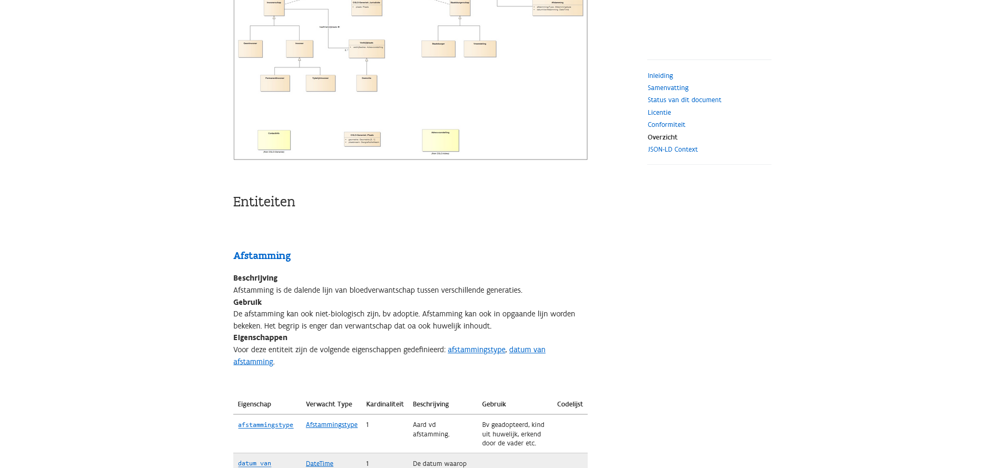 Inwonerschap
OSLO-Generiek::Jurisdictie
plaats: Plaats
Staatsburgerschap
Afstamming
afstammingsType: Afstammingstype
datumVanAfstamming: DateTime
heeftVerblijfplaats
GeenInwoner
Inwoner
Verblijfplaats
verblijfsadres: Adresvoorstelling
0..*
Staatsburger
Vreemdeling
PermanentInwoner
TijdelijkInwoner
Domicilie
ContactInfo
(from OSLO-Generiek)
OSLO-Generiek::Plaats
geometrie: Geometrie [0..1]
plaatsnaam: GeografischeNaam
Adresvoorstelling
(from OSLO-Adres)
Inleiding
Samenvatting
Status van dit document
Licentie
Conformiteit
Overzicht
JSON-LD Context
Entiteiten
Afstamming
Beschrijving
Afstamming is de dalende lijn van bloedverwantschap tussen verschillende generaties.
Gebruik
De afstamming kan ook niet-biologisch zijn, bv adoptie. Afstamming kan ook in opgaande lijn worden
bekeken. Het begrip is enger dan verwantschap dat oa ook huwelijk inhoudt.
Eigenschappen
Voor deze entiteit zijn de volgende eigenschappen gedefinieerd: afstammingstype, datum van
afstamming.
Eigenschap Verwacht Type Kardinaliteit Beschrijving Gebruik Codelijst
afstammingstype Afstammingstype 1 Aard vd Bv geadopteerd, kind
afstamming. uit huwelijk, erkend
door de vader etc.
datum van DateTime 1 De datum waarop